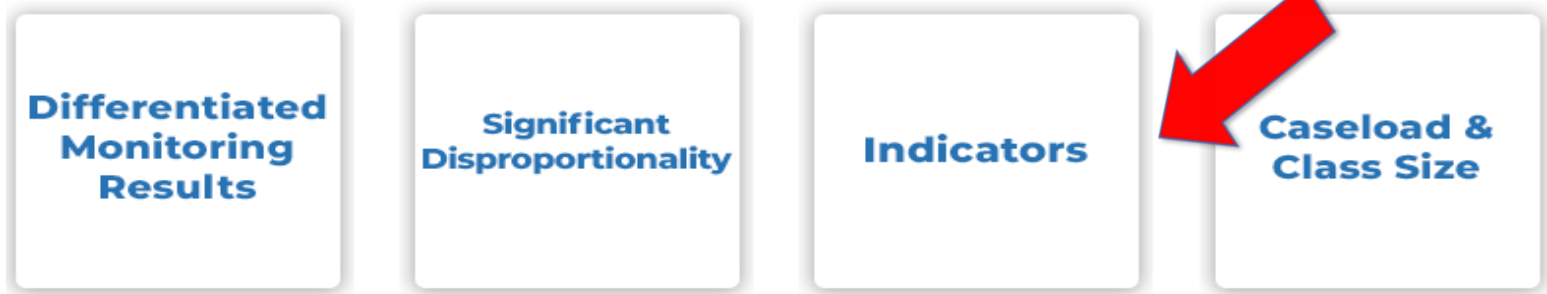 Differentiated
Monitoring
Results
Significant
Disproportionality
Indicators
Caseload &
Class Size